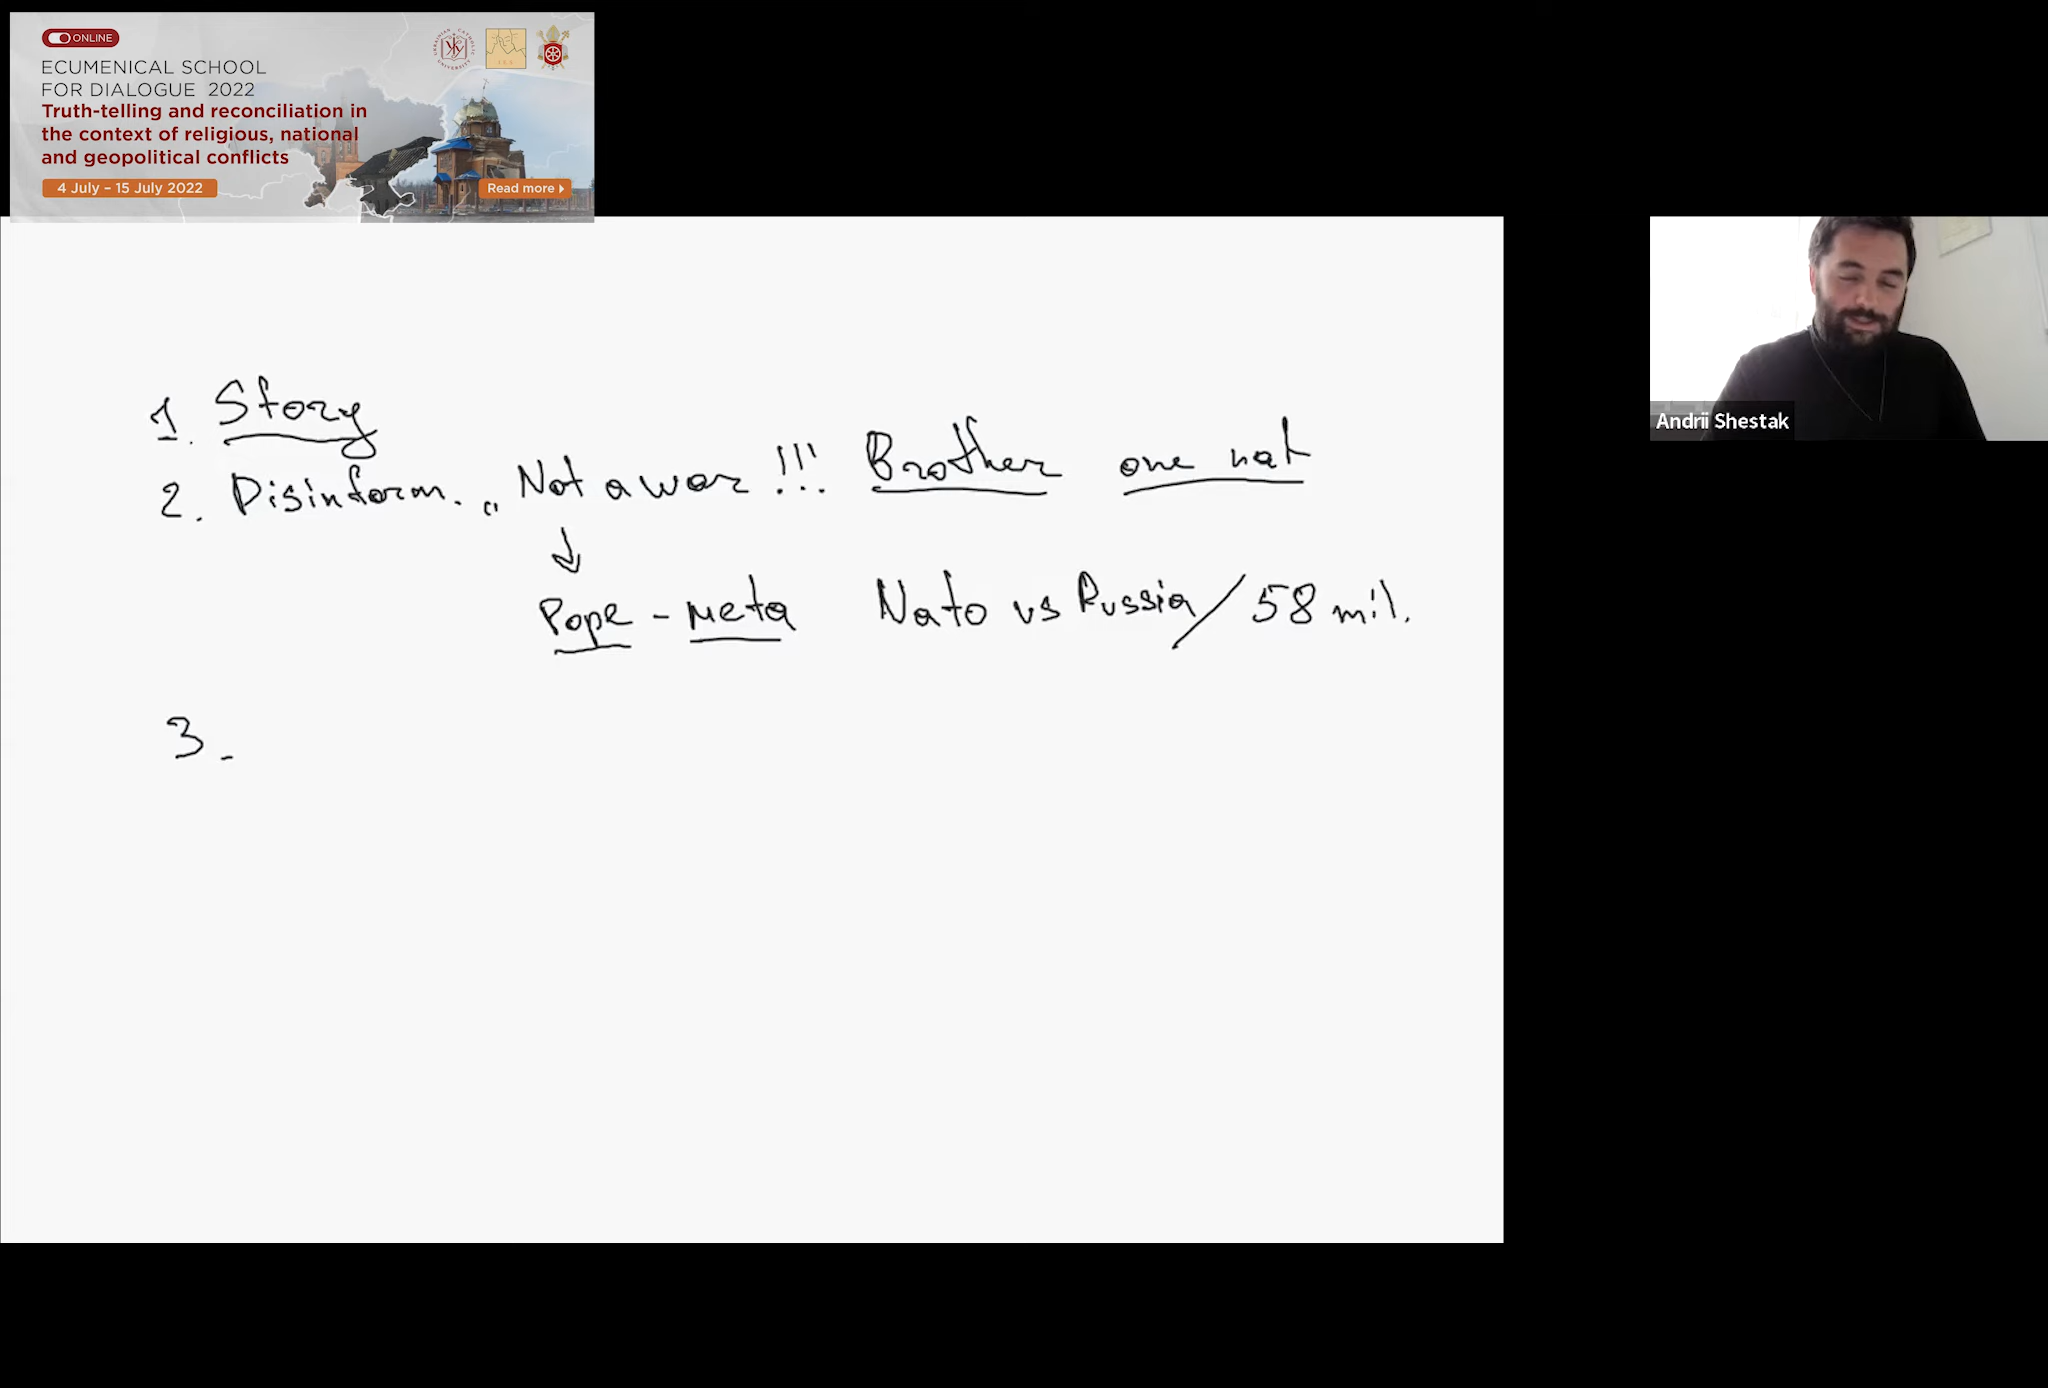 ONLINE
ECUMENICAL SCHOOL
FOR DIALOGUE 2022
Truth-telling and reconciliation in
the context of religious, national
and geopolitical conflicts
4 July – 15 July 2022
Read more
Andrii Shestak
1. Story
2. Disinform. „Not a war !!! Brother one nat
↓
Pope - meta Nato vs Russia / 58 mil.
3.